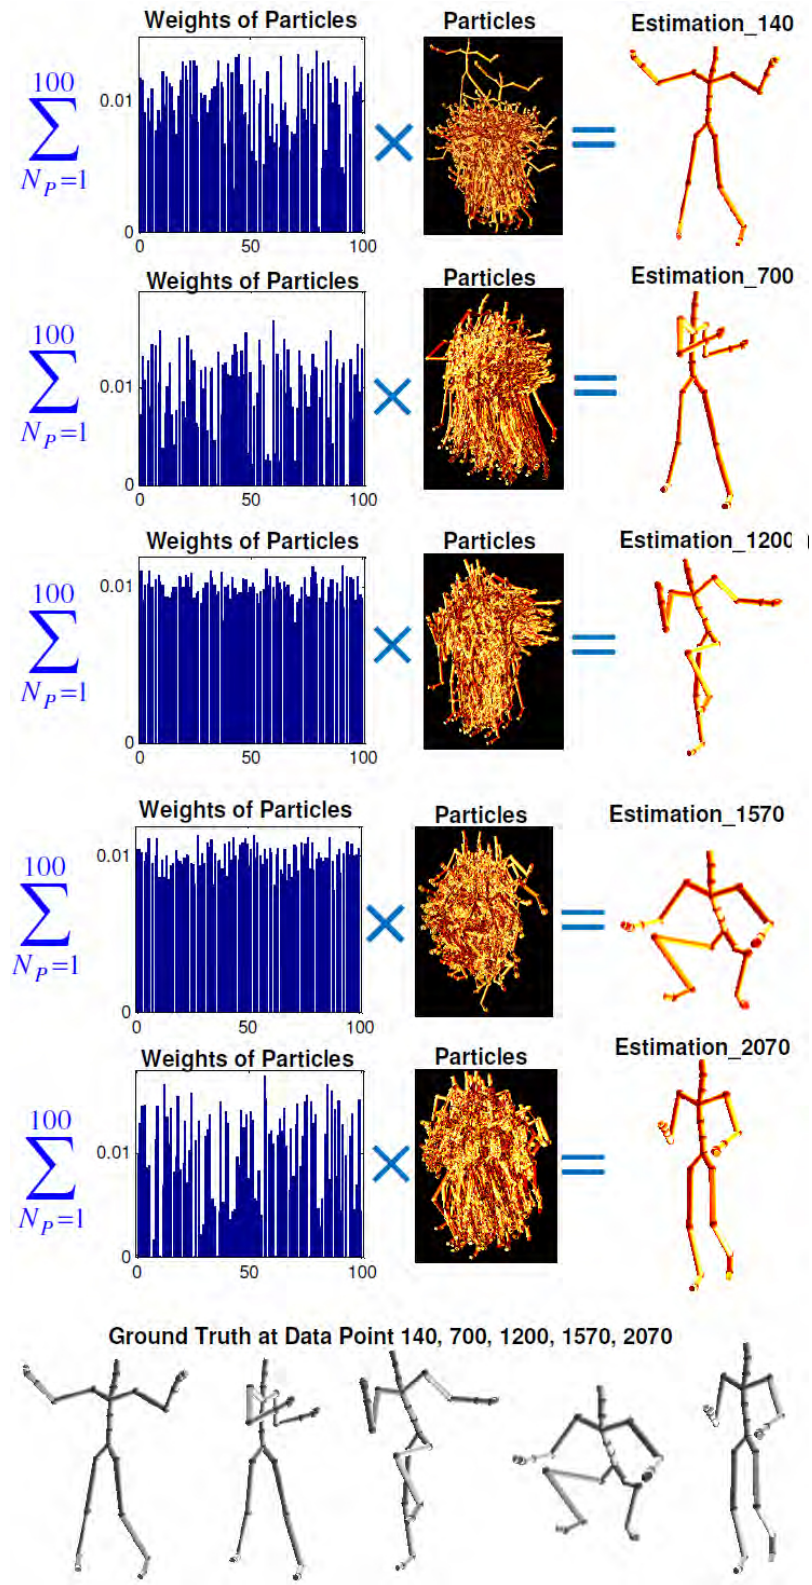 Weights of Particles Particles Estimation_140
100
∑
N_P=1
0.01
0
0 50 100
× =
Weights of Particles Particles Estimation_700
100
∑
N_P=1
0.01
0
0 50 100
× =
Weights of Particles Particles Estimation_1200
100
∑
N_P=1
0.01
0
0 50 100
× =
Weights of Particles Particles Estimation_1570
100
∑
N_P=1
0.01
0
0 50 100
× =
Weights of Particles Particles Estimation_2070
100
∑
N_P=1
0.01
0
0 50 100
× =
Ground Truth at Data Point 140, 700, 1200, 1570, 2070